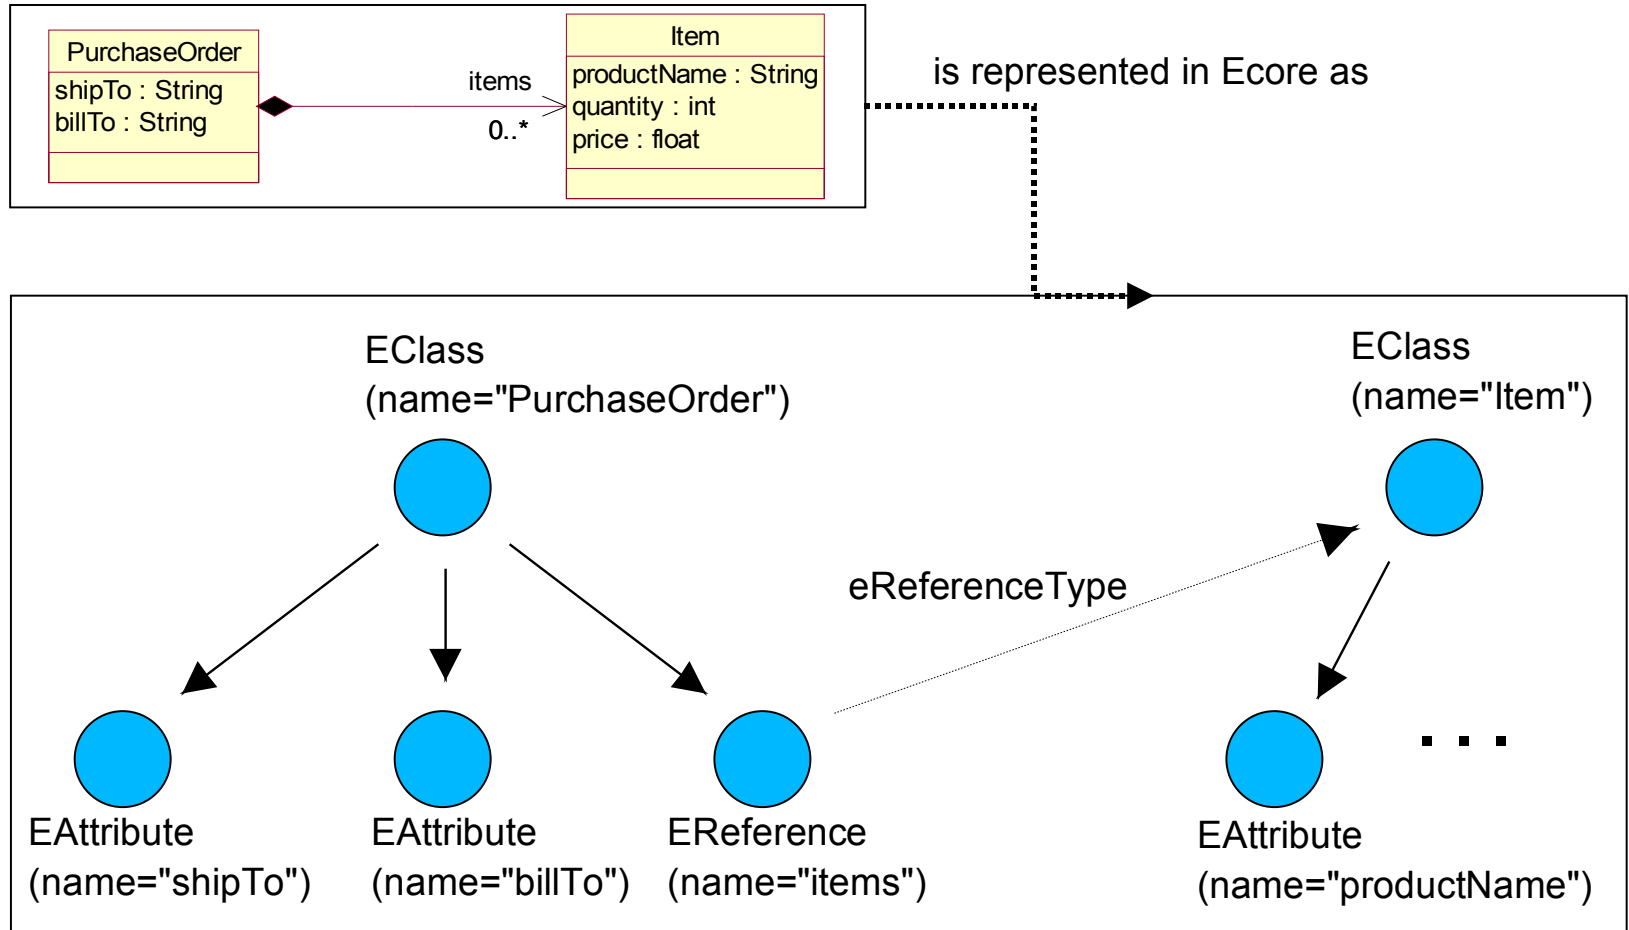 PurchaseOrder
shipTo : String
billTo : String
items
0..*
Item
productName : String
quantity : int
price : float
is represented in Ecore as
EClass
(name="PurchaseOrder")
EClass
(name="Item")
eReferenceType
EAttribute
(name="shipTo")
EAttribute
(name="billTo")
EReference
(name="items")
EAttribute
(name="productName")
. . .